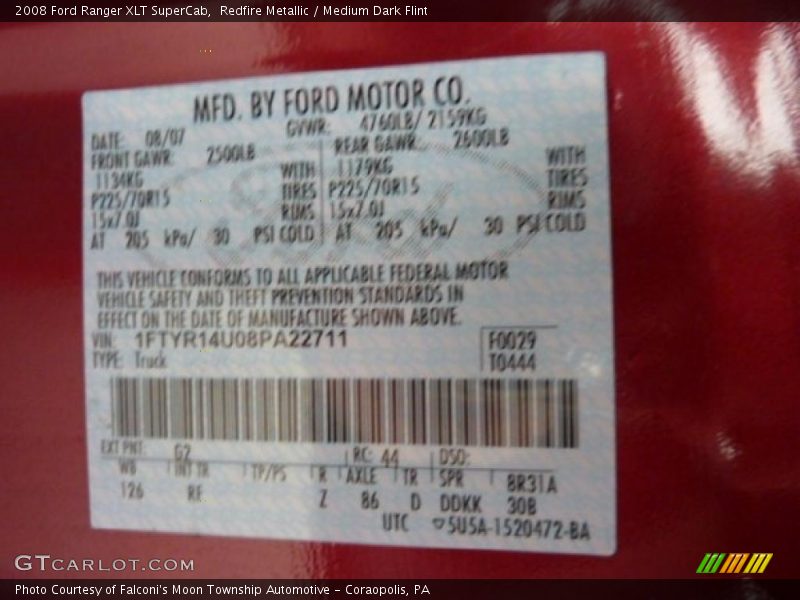 2008 Ford Ranger XLT SuperCab,  Redfire Metallic / Medium Dark Flint
MFD. BY FORD MOTOR CO.
DATE: 08/07 GVWR: 4760LB/ 2159KG
FRONT GAWR: 2500LB REAR GAWR: 2600LB
1134KG WITH 1179KG WITH
P225/70R15 TIRES P225/70R15 TIRES
15x7.0J RIMS 15x7.0J RIMS
AT 205 kPa/ 30 PSI COLD AT 205 kPa/ 30 PSI COLD
THIS VEHICLE CONFORMS TO ALL APPLICABLE FEDERAL MOTOR
VEHICLE SAFETY AND THEFT PREVENTION STANDARDS IN
EFFECT ON THE DATE OF MANUFACTURE SHOWN ABOVE.
VIN: 1FTYR14U08PA22711 F0029
TYPE: Truck T0444
EXT PNT: G2 RC: 44 DSO:
WB INT TR TP/PS R AXLE TR SPR 8R31A
126 RF Z 86 D DDKK 30B
UTC 5U5A-1520472-BA
GTCARCOT.COM
Photo Courtesy of Falconi's Moon Township Automotive - Coraopolis, PA